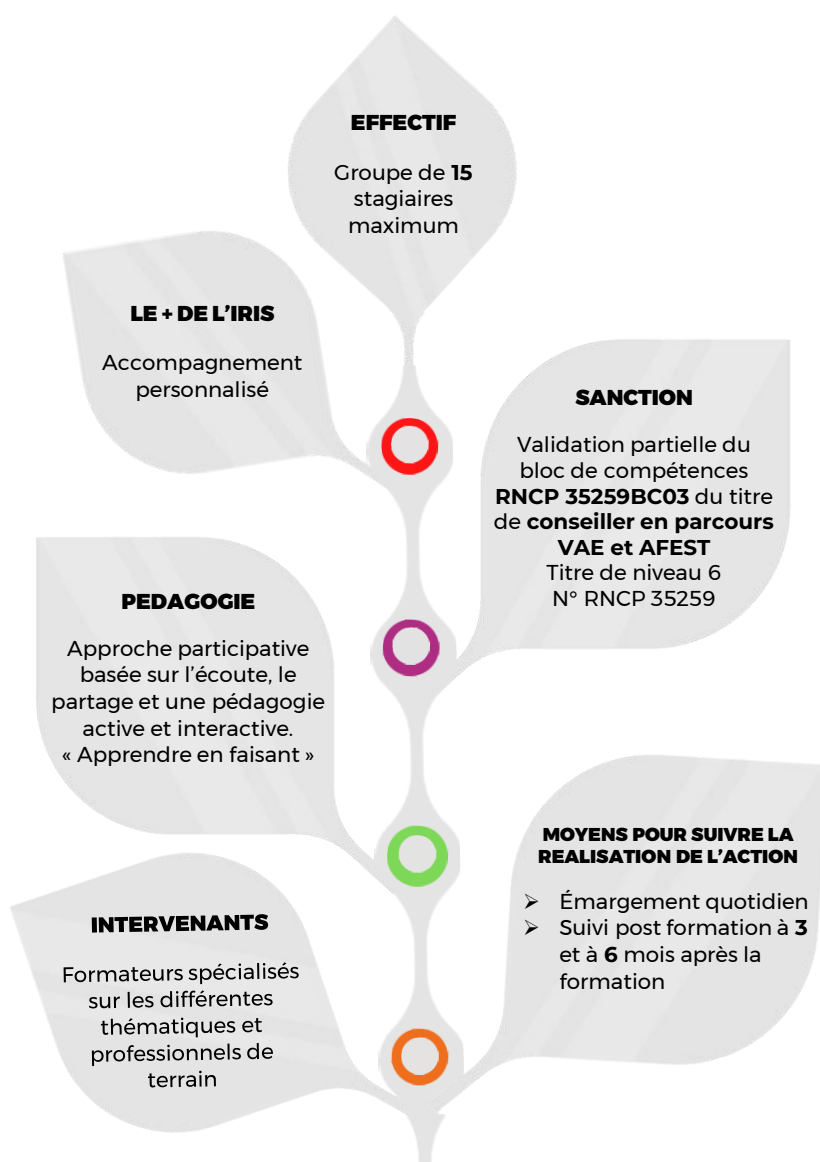 EFFECTIF
Groupe de 15
stagiaires
maximum
LE + DE L'IRIS
Accompagnement
personnalisé
SANCTION
Validation partielle du
bloc de compétences
RNCP 35259BC03 du titre
de conseiller en parcours
VAE et AFEST
Titre de niveau 6
N° RNCP 35259
PEDAGOGIE
Approche participative
basée sur l'écoute, le
partage et une pédagogie
active et interactive.
« Apprendre en faisant »
MOYENS POUR SUIVRE LA
REALISATION DE L'ACTION
➢ Émargement quotidien
➢ Suivi post formation à 3
et à 6 mois après la
formation
INTERVENANTS
Formateurs spécialisés
sur les différentes
thématiques et
professionnels de
terrain